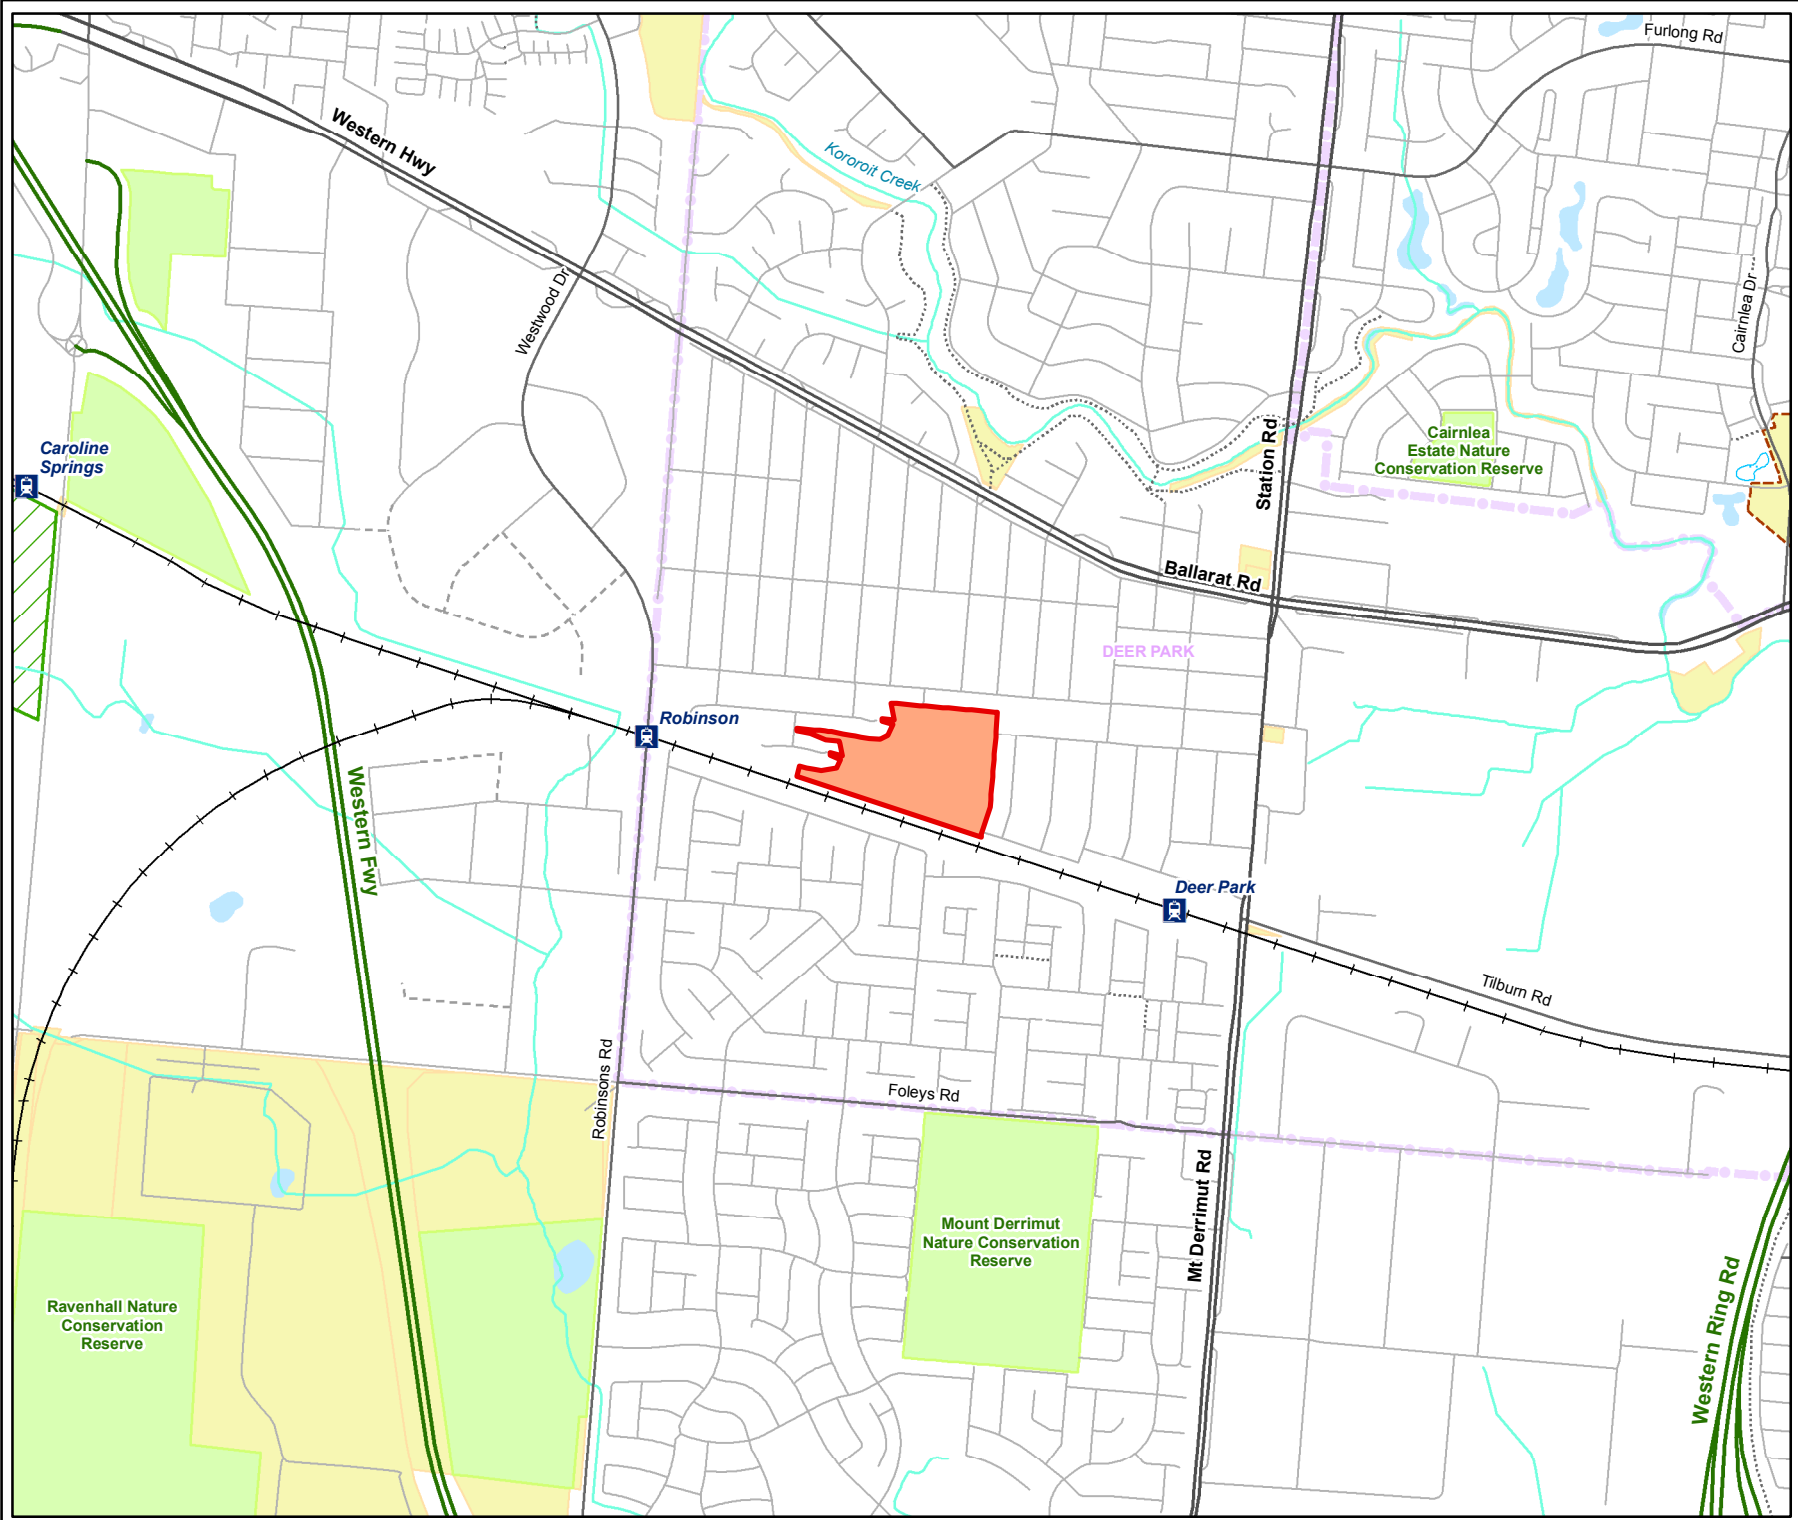 Furlong Rd
Western Hwy
Kororoit Creek
Westwood Dr
Cairnlea Dr
Caroline
Springs
Station Rd
Cairnlea
Estate Nature
Conservation Reserve
Ballarat Rd
DEER PARK
Robinson
Western Fwy
Deer Park
Tilburn Rd
Robinsons Rd
Foleys Rd
Mt Derrimut Rd
Mount Derrimut
Nature Conservation
Reserve
Western Ring Rd
Ravenhall Nature
Conservation
Reserve